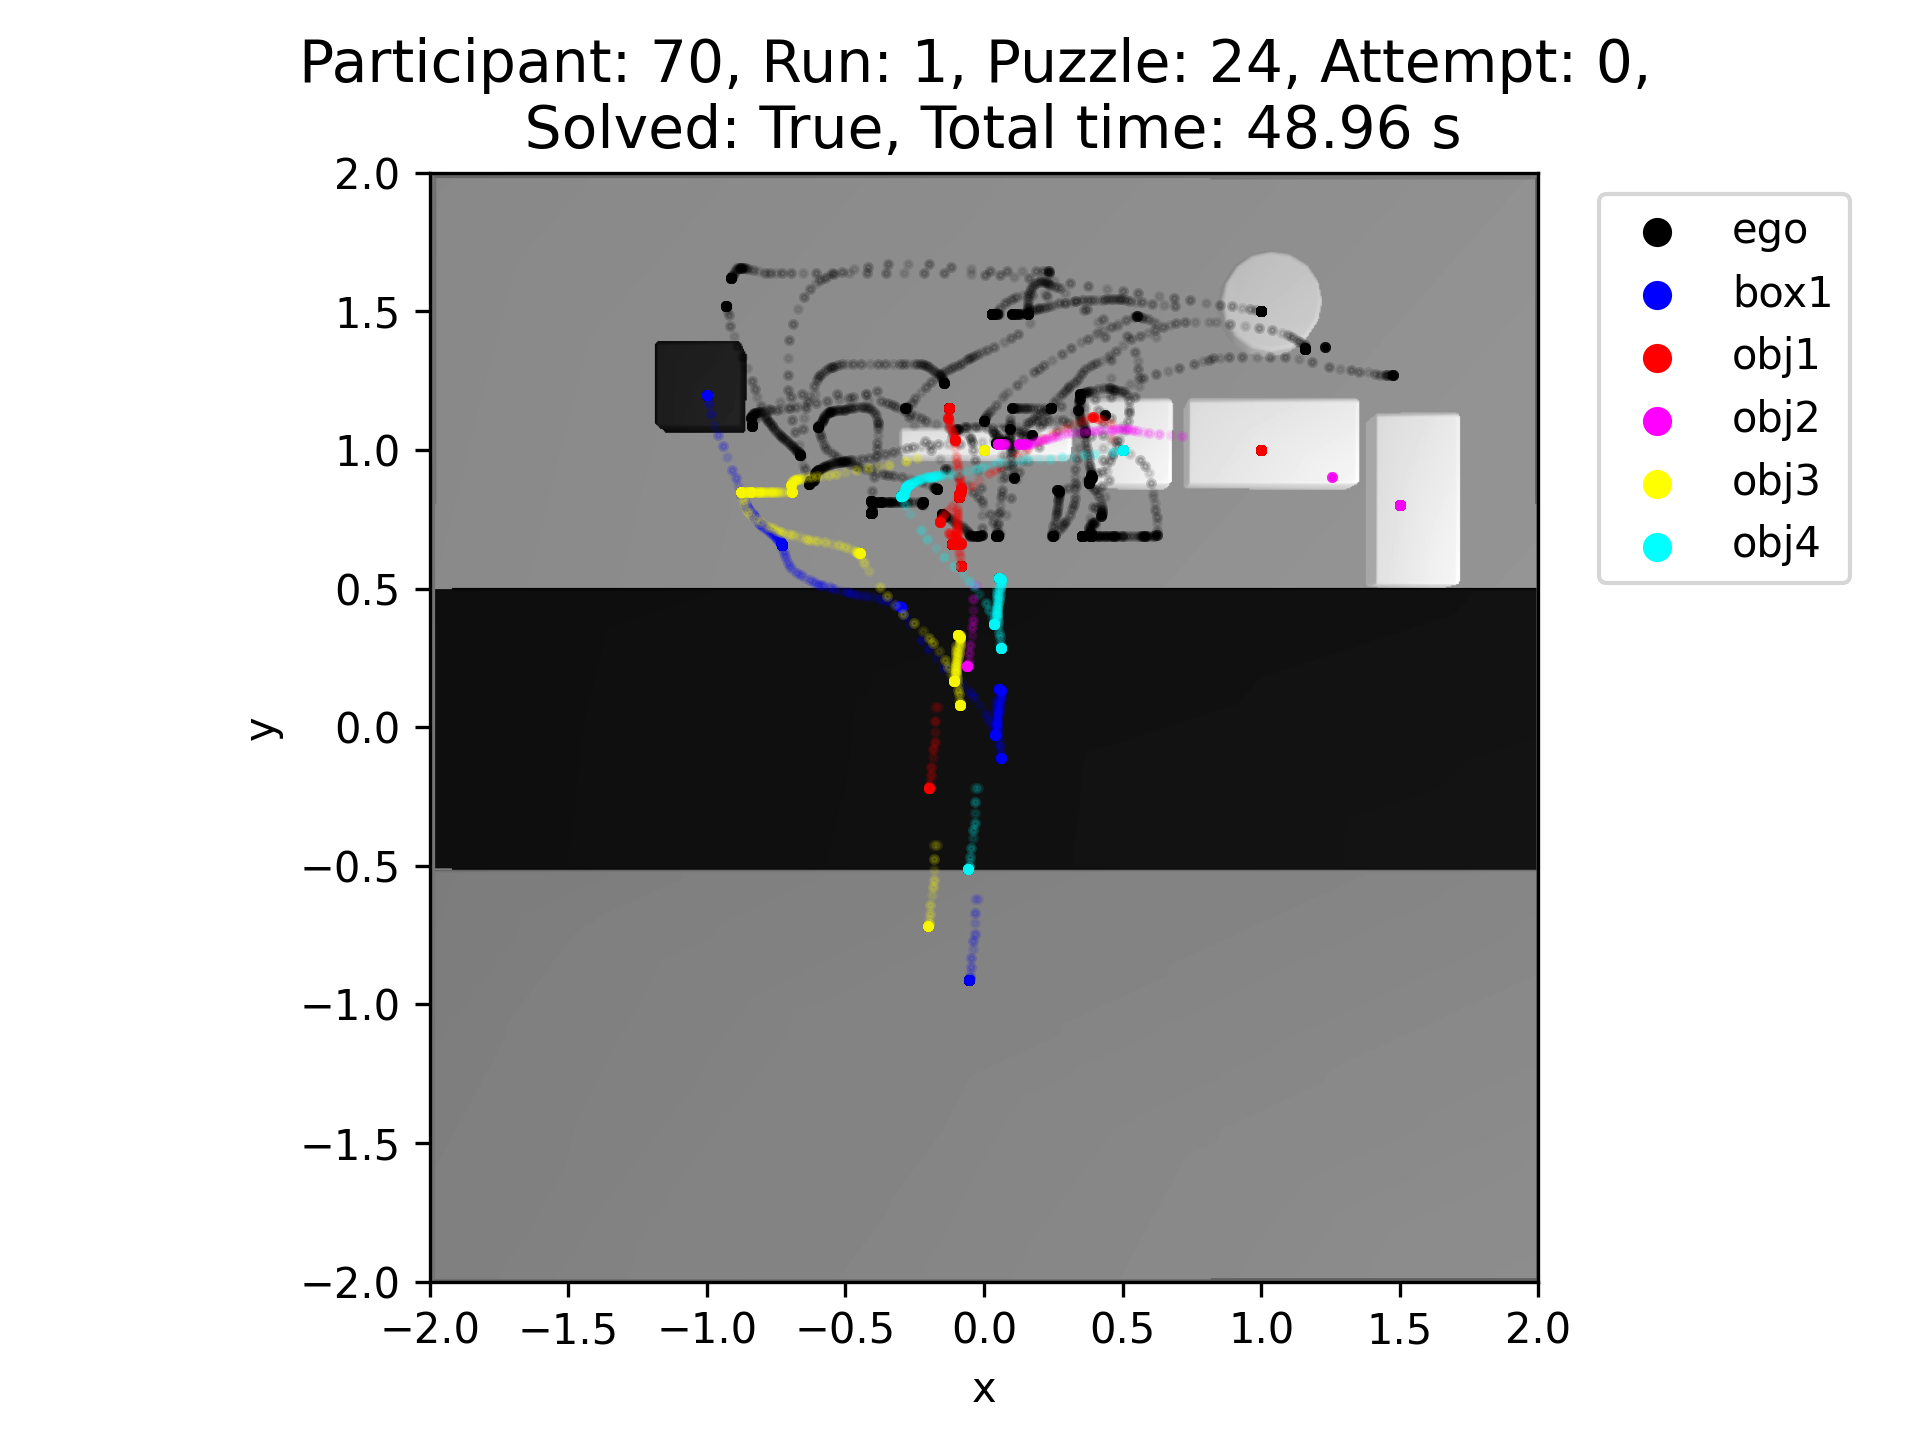 Participant: 70, Run: 1, Puzzle: 24, Attempt: 0,
Solved: True, Total time: 48.96 s
2.0
1.5
1.0
0.5
0.0
−0.5
−1.0
−1.5
−2.0
y
−2.0 −1.5 −1.0 −0.5 0.0 0.5 1.0 1.5 2.0
x
ego
box1
obj1
obj2
obj3
obj4